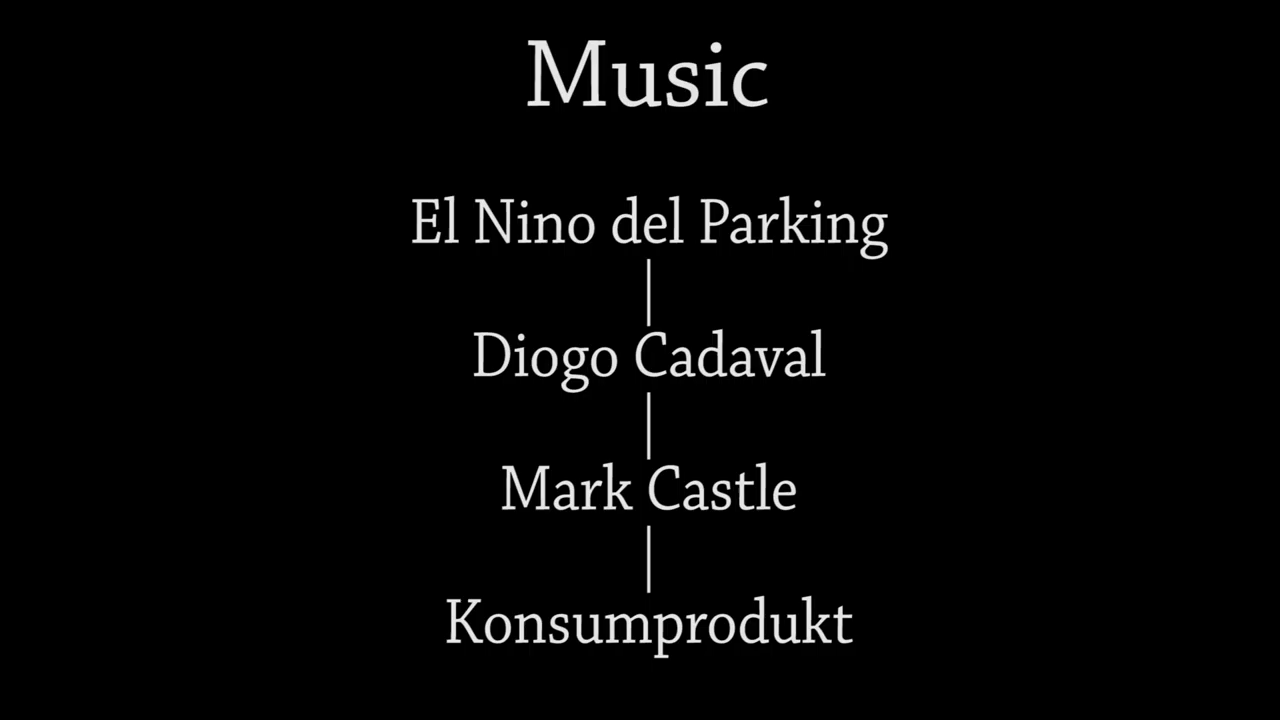 Music
El Nino del Parking
|
Diogo Cadaval
|
Mark Castle
|
Konsumprodukt